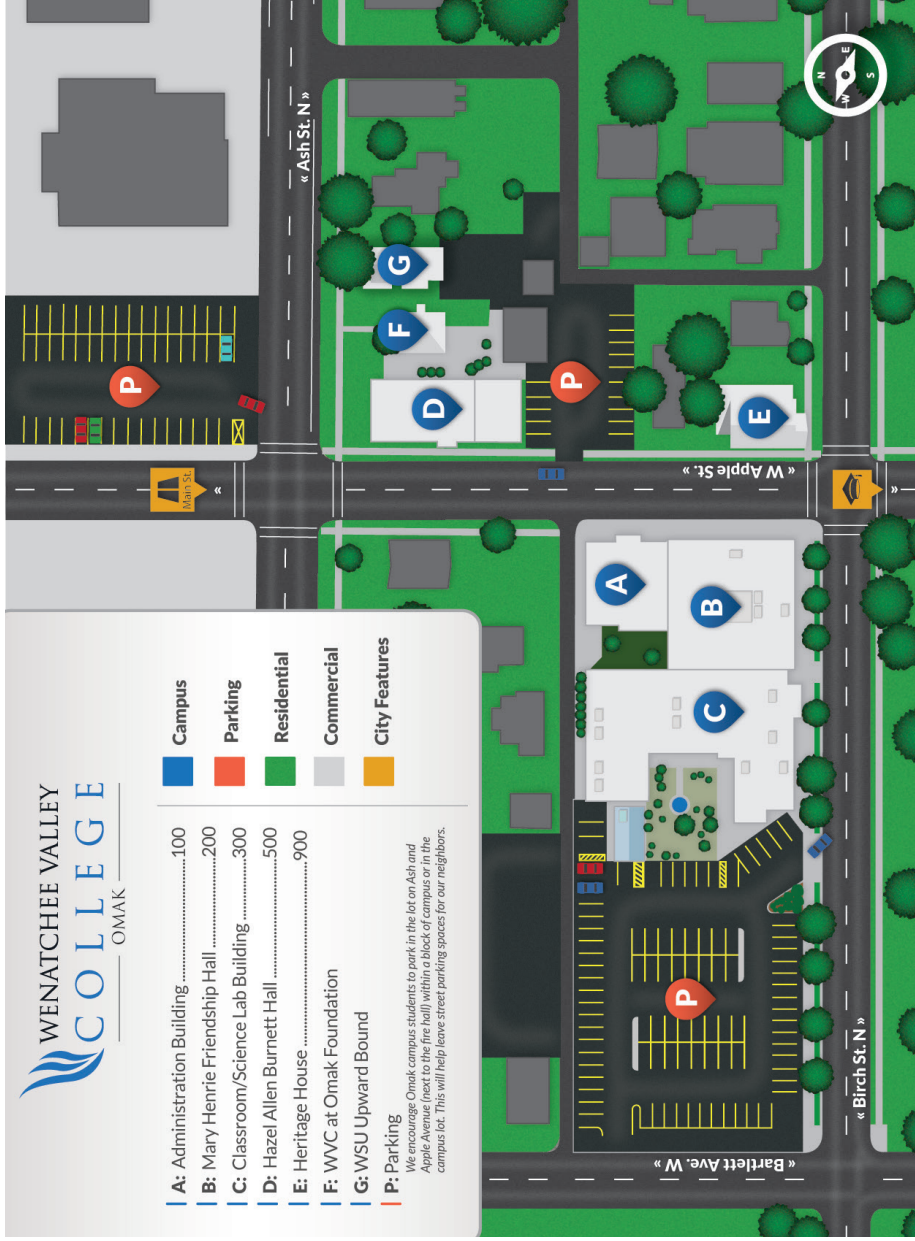 WENATCHEE VALLEY
COLLEGE
OMAK
A: Administration Building ........................100
B: Mary Henrie Friendship Hall ........200
C: Classroom/Science Lab Building ........300
D: Hazel Allen Burnett Hall ........................500
E: Heritage House ........................................900
F: WVC at Omak Foundation
G: WSU Upward Bound
P: Parking
We encourage Omak campus students to park in the lot on Ash and
Apple Avenue (next to the fire hall) within a block of campus or in the
campus lot. This will help leave street parking spaces for our neighbors.
Campus
Parking
Residential
Commercial
City Features
Main St.
«
P
« Ash St. N »
G
F
D
P
E
« W Apple St. »
«
A
B
C
P
« Bartlett Ave. W »
« Birch St. N »
N
E
S
W